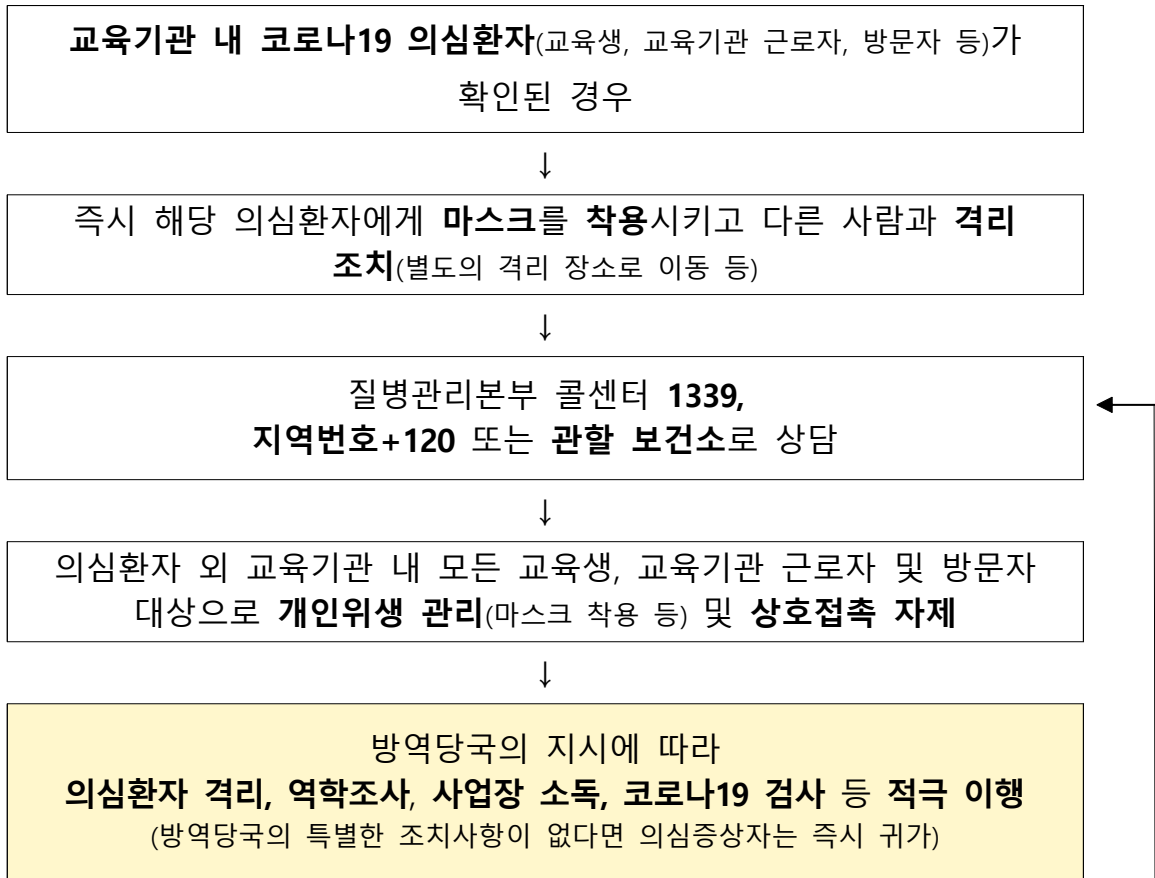 교육기관 내 코로나19 의심환자(교육생, 교육기관 근로자, 방문자 등)가
확인된 경우
↓
즉시 해당 의심환자에게 마스크를 착용시키고 다른 사람과 격리
조치(별도의 격리 장소로 이동 등)
↓
질병관리본부 콜센터 1339,
지역번호+120 또는 관할 보건소로 상담
↓
의심환자 외 교육기관 내 모든 교육생, 교육기관 근로자 및 방문자
대상으로 개인위생 관리(마스크 착용 등) 및 상호접촉 자제
↓
방역당국의 지시에 따라
의심환자 격리, 역학조사, 사업장 소독, 코로나19 검사 등 적극 이행
(방역당국의 특별한 조치사항이 없다면 의심증상자는 즉시 귀가)